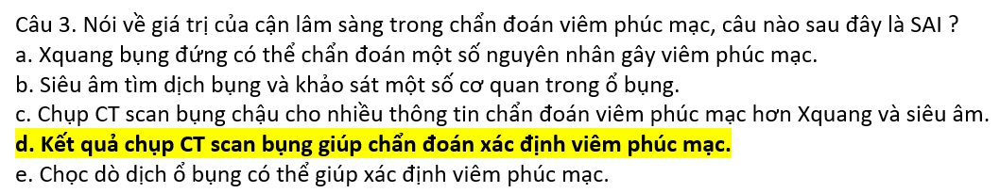 Câu 3. Nói về giá trị của cận lâm sàng trong chẩn đoán viêm phúc mạc, câu nào sau đây là SAI ?
a. Xquang bụng đứng có thể chẩn đoán một số nguyên nhân gây viêm phúc mạc.
b. Siêu âm tìm dịch bụng và khảo sát một số cơ quan trong ổ bụng.
c. Chụp CT scan bụng chậu cho nhiều thông tin chẩn đoán viêm phúc mạc hơn Xquang và siêu âm.
d. Kết quả chụp CT scan bụng giúp chẩn đoán xác định viêm phúc mạc.
e. Chọc dò dịch ổ bụng có thể giúp xác định viêm phúc mạc.